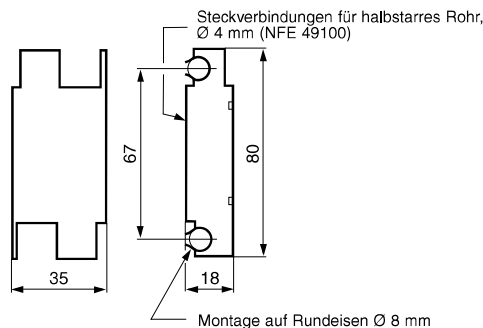 Steckverbindungen für halbstarres Rohr,
Ø 4 mm (NFE 49100)
67
80
35
18
Montage auf Rundeisen Ø 8 mm